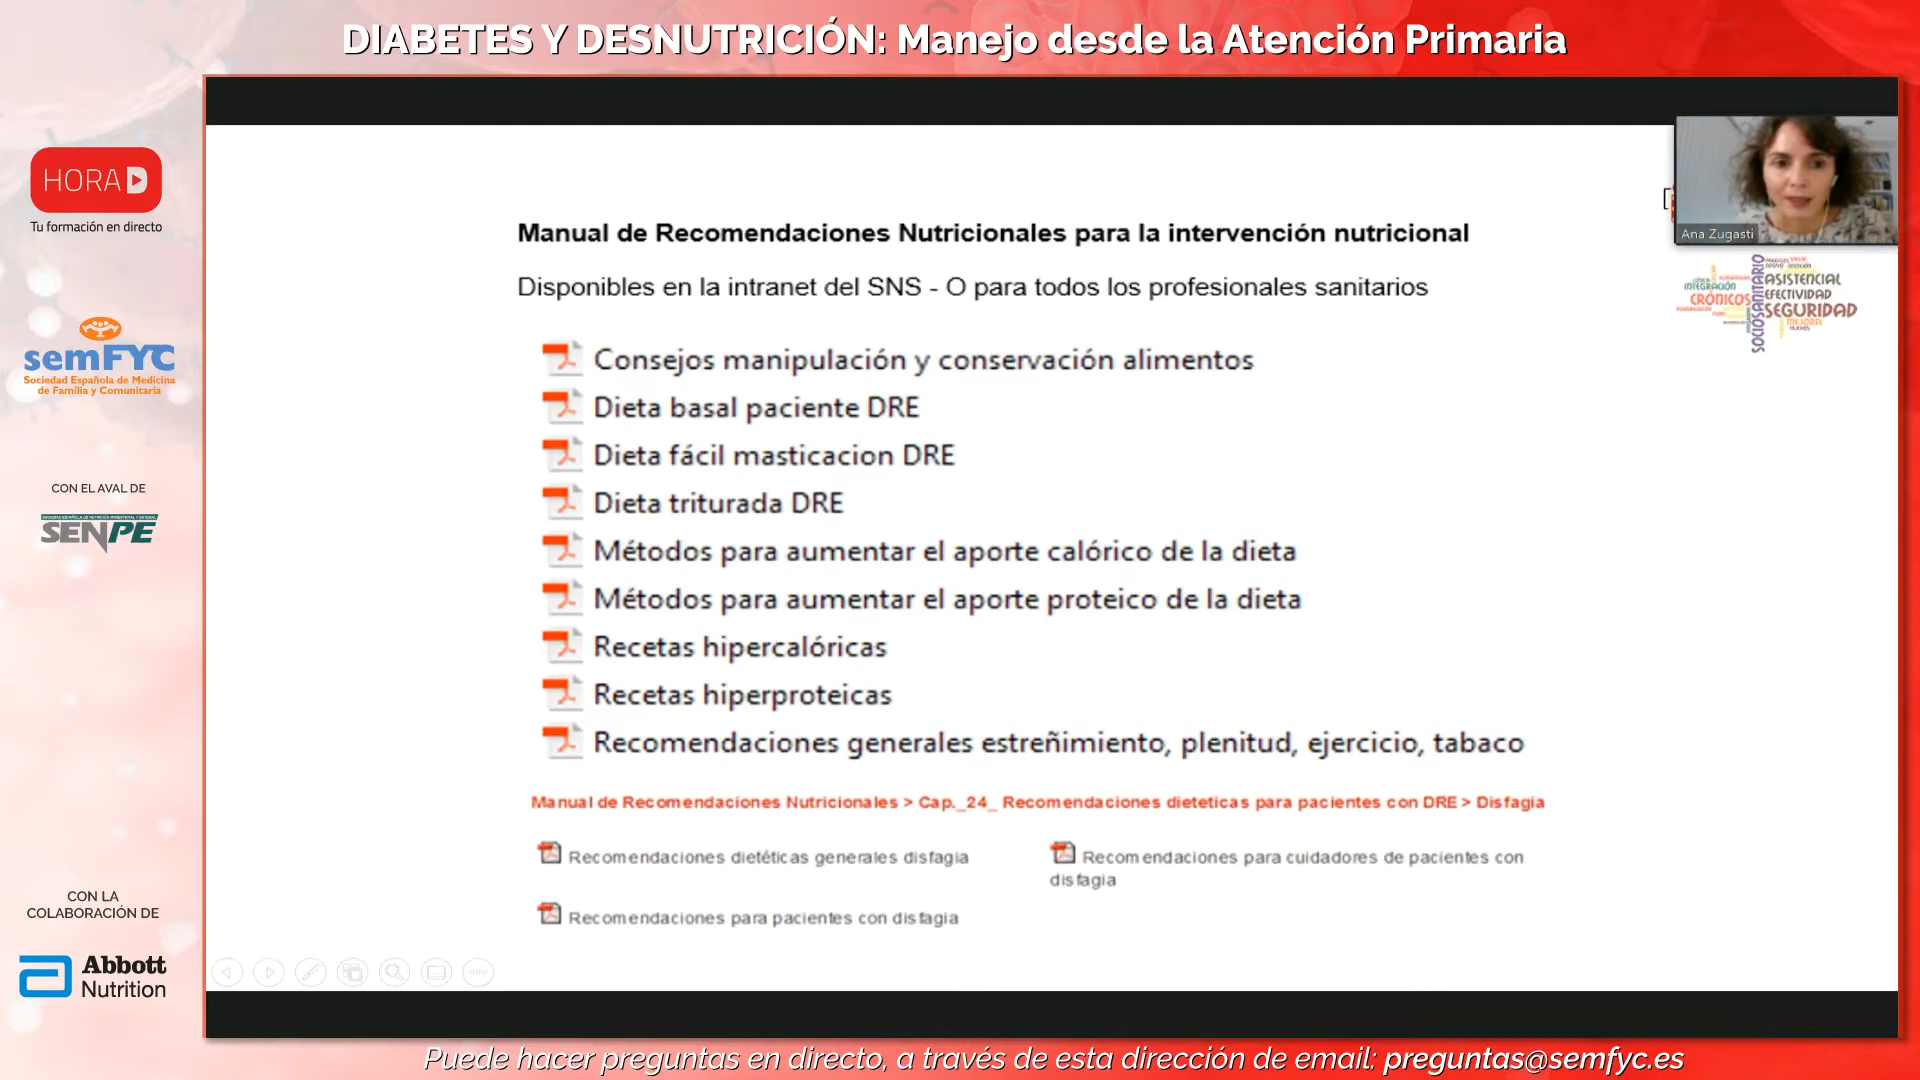 DIABETES Y DESNUTRICIÓN: Manejo desde la Atención Primaria
HORA D
Tu formación en directo
semFYC
Sociedad Española de Medicina
de Familia y Comunitaria
CON EL AVAL DE
SENPE
CON LA
COLABORACIÓN DE
Abbott
Nutrition
Manual de Recomendaciones Nutricionales para la intervención nutricional
Disponibles en la intranet del SNS - O para todos los profesionales sanitarios
Consejos manipulación y conservación alimentos
Dieta basal paciente DRE
Dieta fácil masticacion DRE
Dieta triturada DRE
Métodos para aumentar el aporte calórico de la dieta
Métodos para aumentar el aporte proteico de la dieta
Recetas hipercalóricas
Recetas hiperproteicas
Recomendaciones generales estreñimiento, plenitud, ejercicio, tabaco
Manual de Recomendaciones Nutricionales > Cap._24_ Recomendaciones dieteticas para pacientes con DRE > Disfagia
Recomendaciones dietéticas generales disfagia
Recomendaciones para cuidadores de pacientes con
disfagia
Recomendaciones para pacientes con disfagia
Ana Zugasti
INTEGRACIÓN
CRÓNICOS
SOCIOSANITARIO
ASISTENCIAL
EFECTIVIDAD
SEGURIDAD
MEJORA
Puede hacer preguntas en directo, a través de esta dirección de email: preguntas@semfyc.es